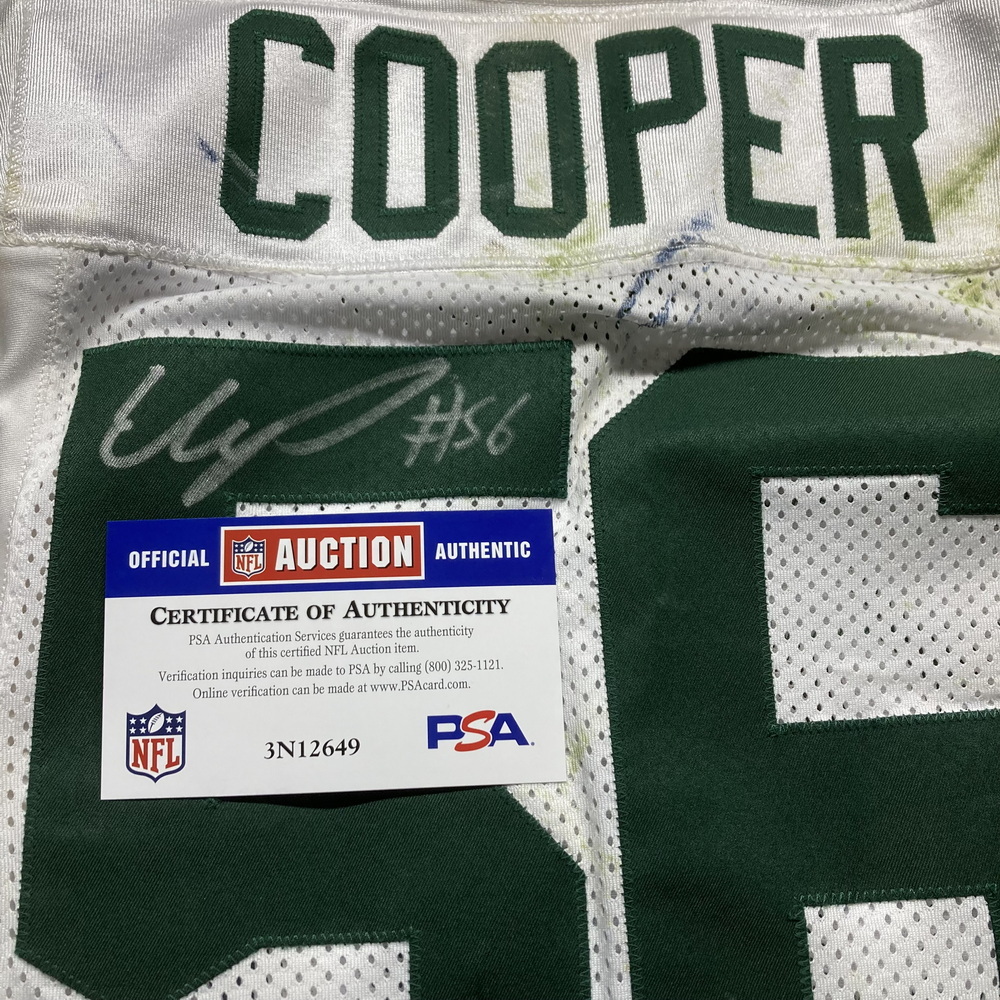 COOPER
#56
56
OFFICIAL NFL AUCTION AUTHENTIC
CERTIFICATE OF AUTHENTICITY
PSA Authentication Services guarantees the authenticity
of this certified NFL Auction item.
Verification inquiries can be made to PSA by calling (800) 325-1121.
Online verification can be made at www.PSAcard.com.
NFL
3N12649
PSA